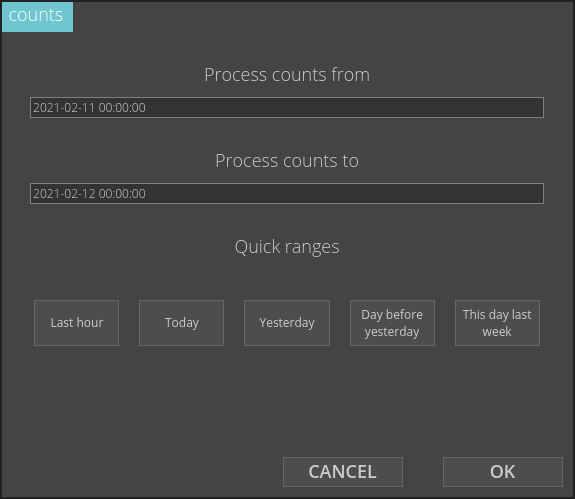 counts
Process counts from
2021-02-11 00:00:00
Process counts to
2021-02-12 00:00:00
Quick ranges
Last hour
Today
Yesterday
Day before
yesterday
This day last
week
CANCEL
OK